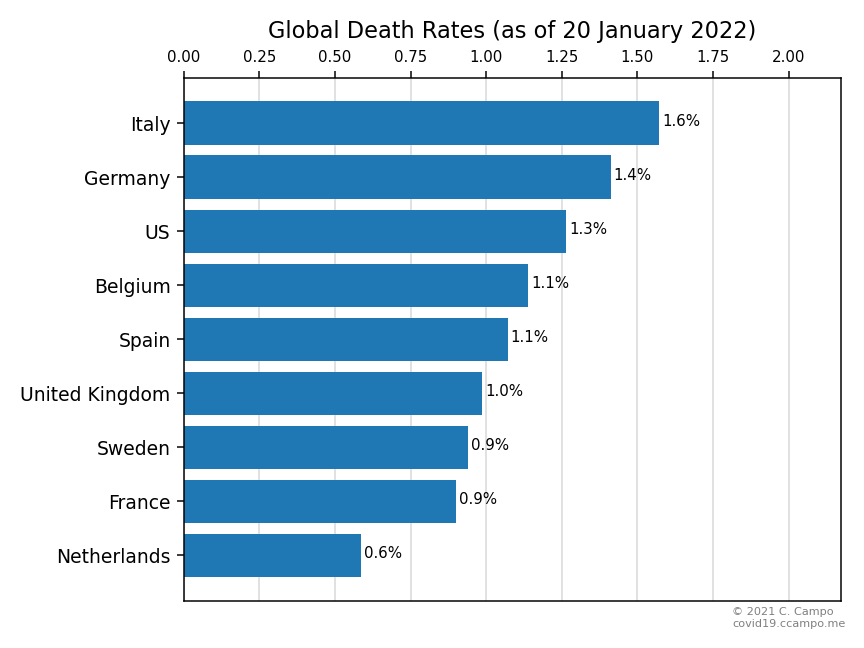 Global Death Rates (as of 20 January 2022)
0.00 0.25 0.50 0.75 1.00 1.25 1.50 1.75 2.00
Italy 1.6%
Germany 1.4%
US 1.3%
Belgium 1.1%
Spain 1.1%
United Kingdom 1.0%
Sweden 0.9%
France 0.9%
Netherlands 0.6%
© 2021 C. Campo
covid19.ccampo.me